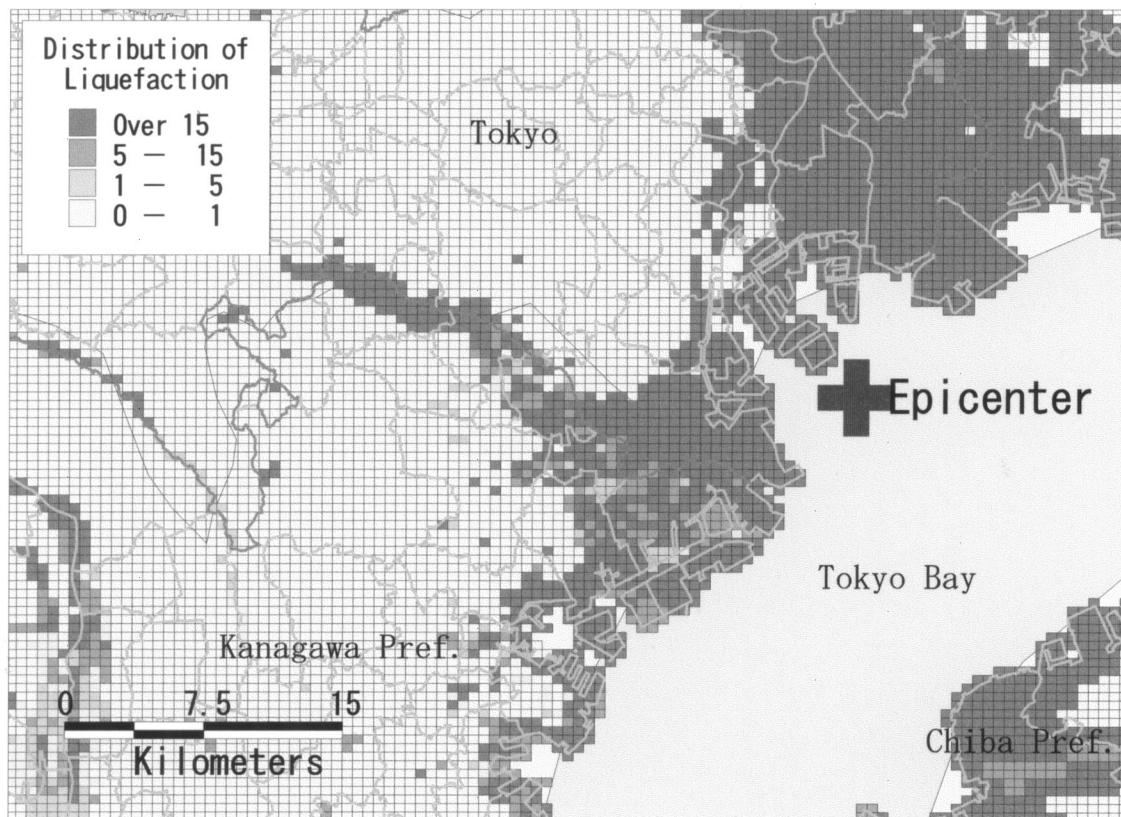 Distribution of
Liquefaction
Over 15
5 — 15
1 — 5
0 — 1
Tokyo
Epicenter
Tokyo Bay
Kanagawa Pref.
Chiba Pref.
0 7.5 15
Kilometers